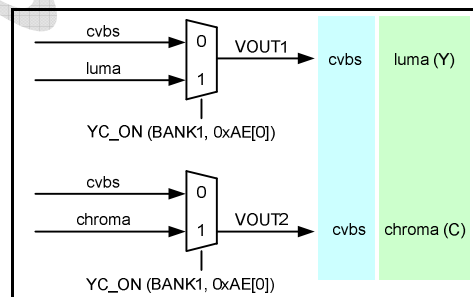 cvbs
0
VOUT1
cvbs
luma (Y)
luma
1
YC_ON (BANK1, 0xAE[0])
cvbs
0
chroma
1
VOUT2
cvbs
chroma (C)
YC_ON (BANK1, 0xAE[0])